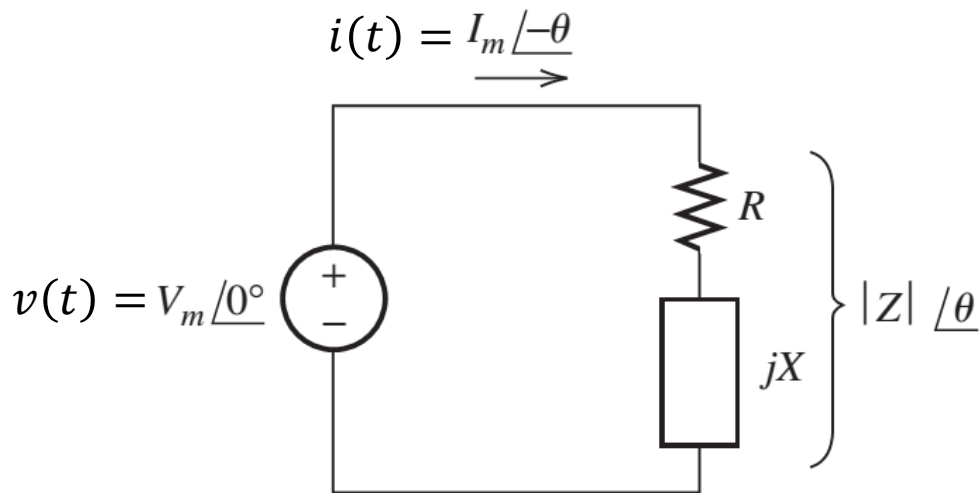 i(t) = I_m /−θ
R
+
v(t) = V_m /0°
−
|Z| /θ
jX